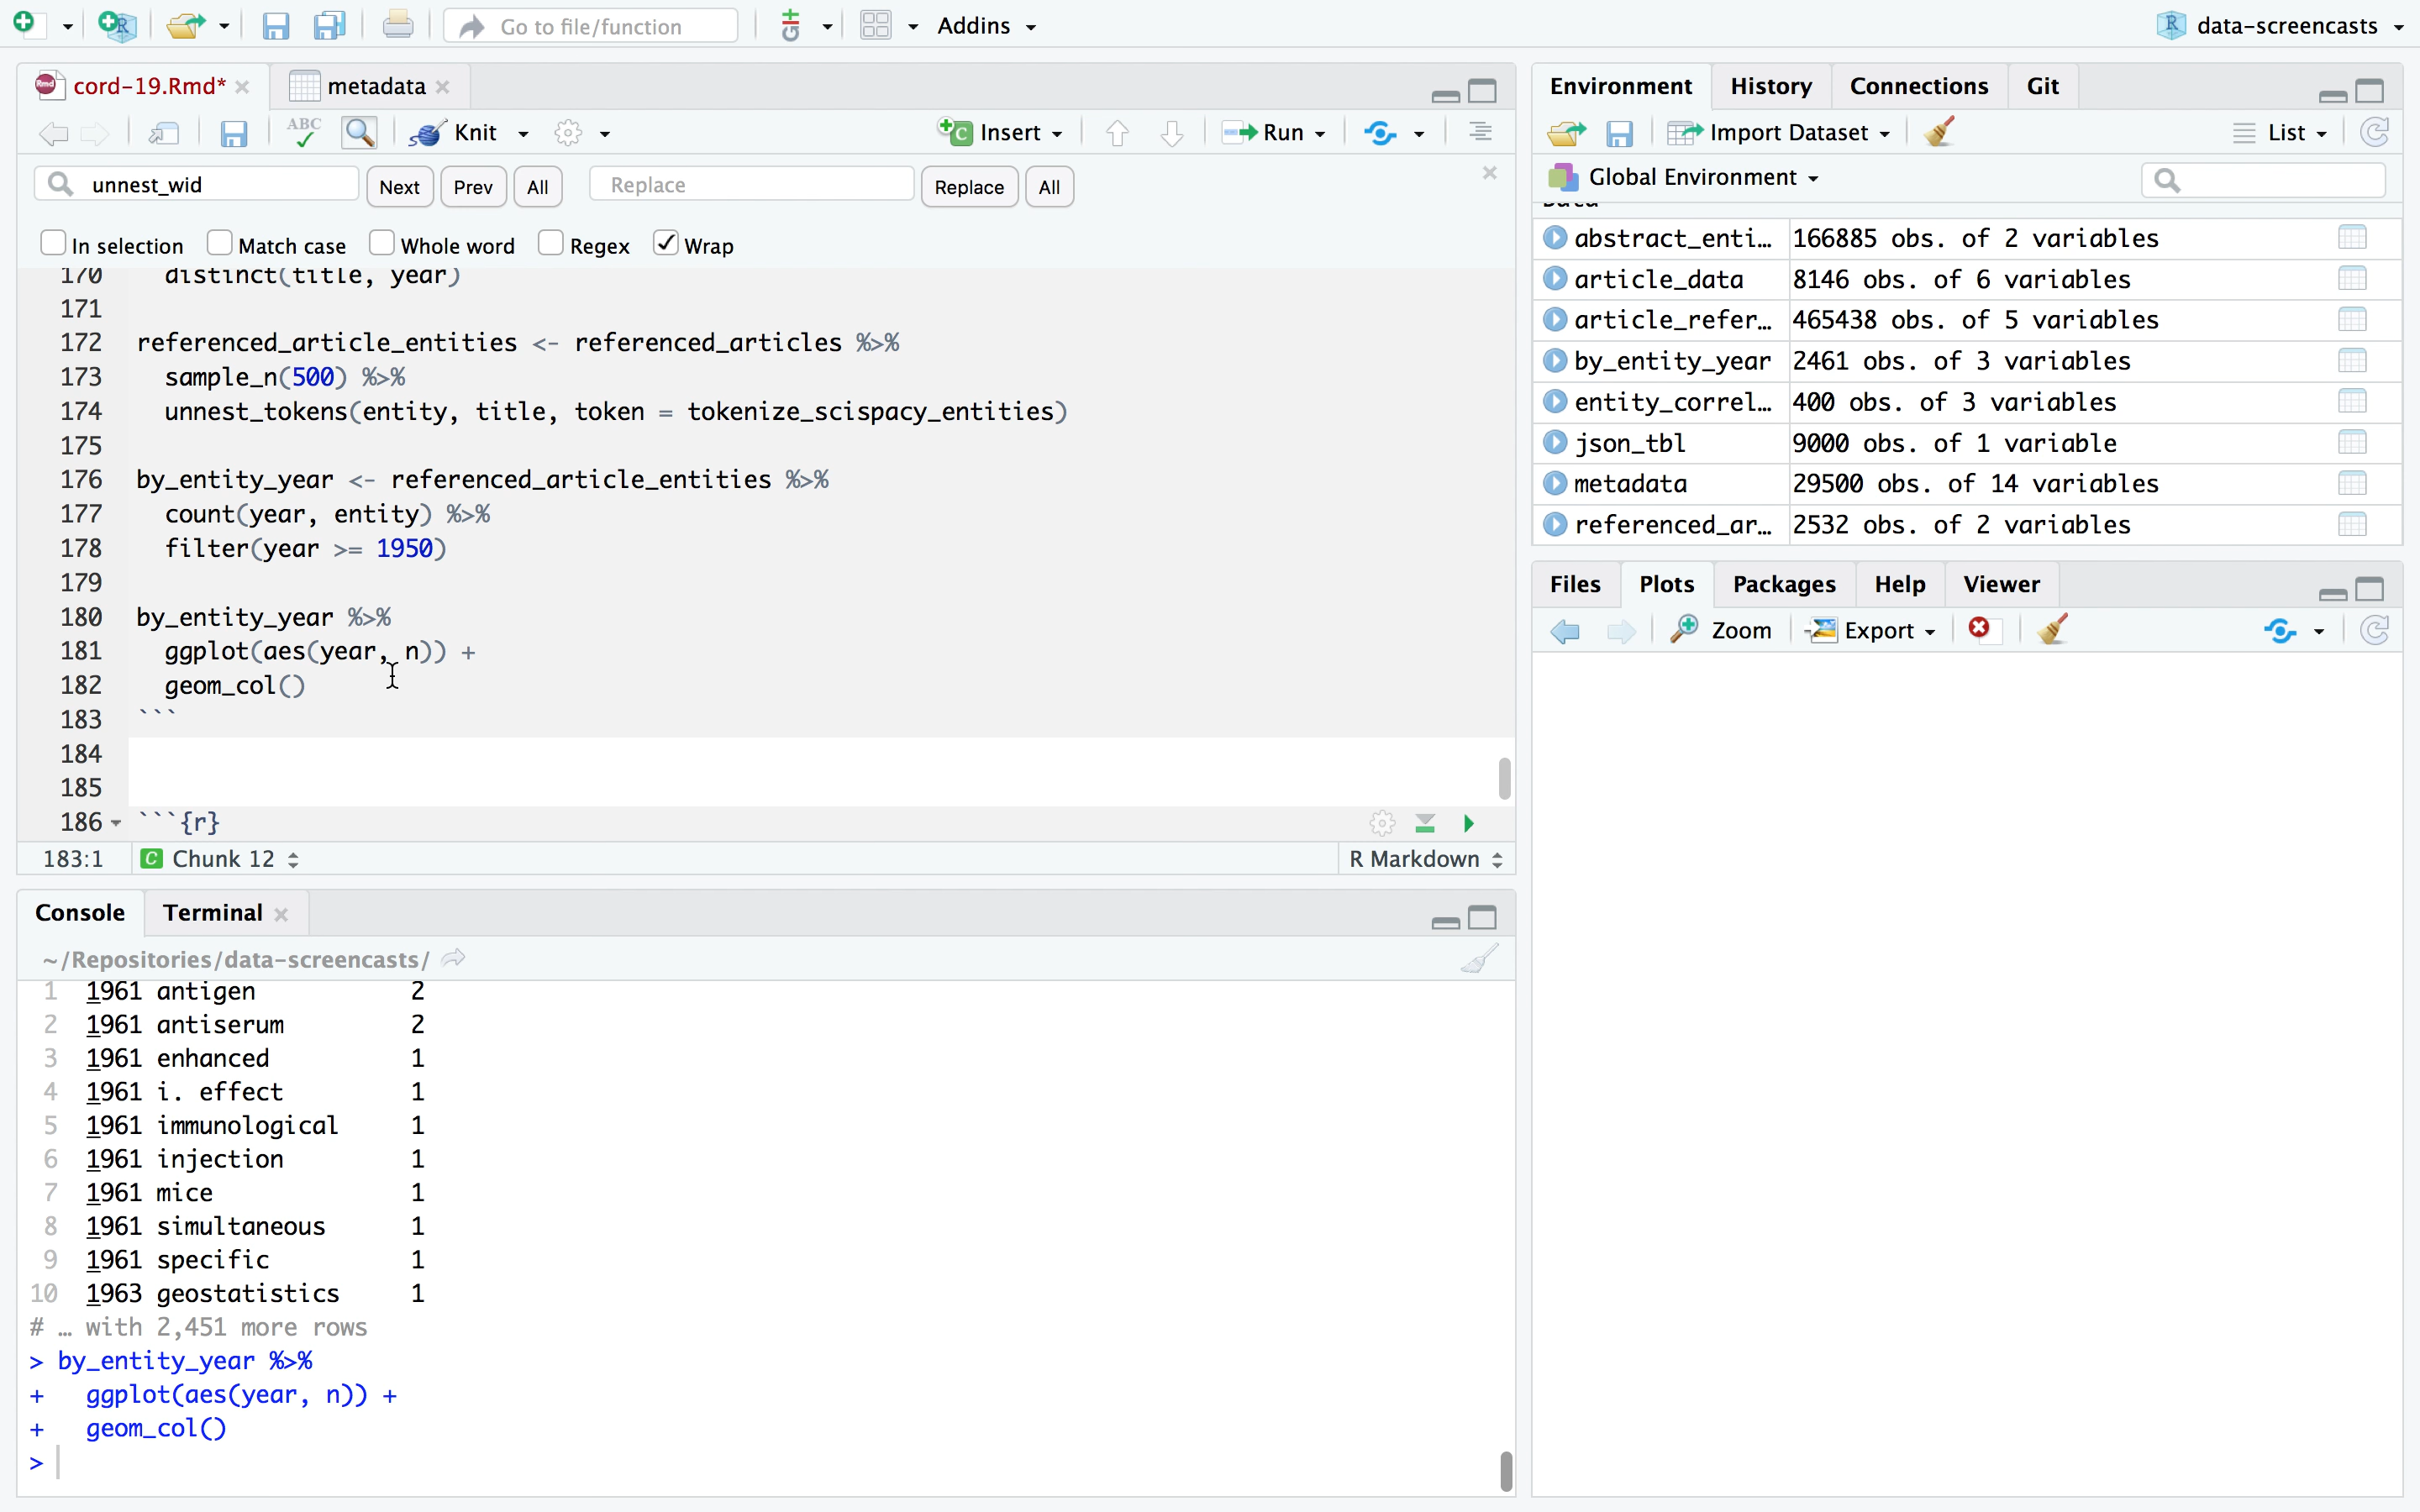 Go to file/function
Addins
data-screencasts
cord-19.Rmd*
metadata
ABC
Knit
Insert
Run
unnest_wid
Next
Prev
All
Replace
Replace
All
In selection
Match case
Whole word
Regex
Wrap
170 distinct(title, year)
171
172 referenced_article_entities <- referenced_articles %>%
173 sample_n(500) %>%
174 unnest_tokens(entity, title, token = tokenize_scispacy_entities)
175
176 by_entity_year <- referenced_article_entities %>%
177 count(year, entity) %>%
178 filter(year >= 1950)
179
180 by_entity_year %>%
181 ggplot(aes(year, n)) +
182 geom_col()
183 ```
184
185
186 ```{r}
183:1
Chunk 12
R Markdown
Console
Terminal
~/Repositories/data-screencasts/
1 1961 antigen 2
2 1961 antiserum 2
3 1961 enhanced 1
4 1961 i. effect 1
5 1961 immunological 1
6 1961 injection 1
7 1961 mice 1
8 1961 simultaneous 1
9 1961 specific 1
10 1963 geostatistics 1
# … with 2,451 more rows
> by_entity_year %>%
+ ggplot(aes(year, n)) +
+ geom_col()
>
Environment
History
Connections
Git
Import Dataset
List
Global Environment
Data
abstract_enti… 166885 obs. of 2 variables
article_data 8146 obs. of 6 variables
article_refer… 465438 obs. of 5 variables
by_entity_year 2461 obs. of 3 variables
entity_correl… 400 obs. of 3 variables
json_tbl 9000 obs. of 1 variable
metadata 29500 obs. of 14 variables
referenced_ar… 2532 obs. of 2 variables
Files
Plots
Packages
Help
Viewer
Zoom
Export